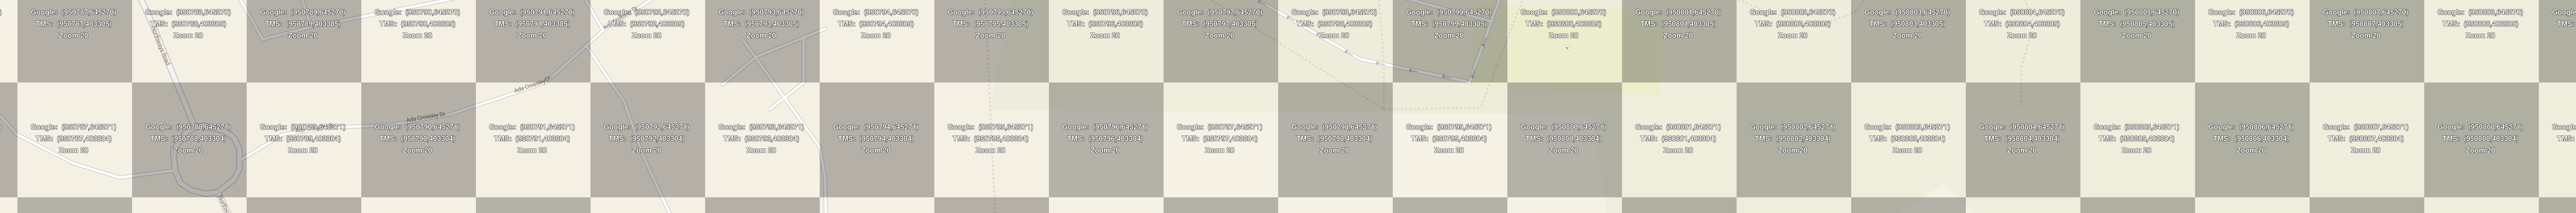 Google: (950787,645270) Google: (950788,645270) Google: (950789,645270) Google: (950790,645270) Google: (950791,645270) Google: (950792,645270) Google: (950793,645270) Google: (950794,645270) Google: (950795,645270) Google: (950796,645270) Google: (950797,645270) Google: (950798,645270) Google: (950799,645270) Google: (950800,645270) Google: (950801,645270) Google: (950802,645270) Google: (950803,645270) Google: (950804,645270) Google: (950805,645270) Google: (950806,645270) Google: (950807,645270) Google: (950808,645270)
TMS: (950787,403305) TMS: (950788,403305) TMS: (950789,403305) TMS: (950790,403305) TMS: (950791,403305) TMS: (950792,403305) TMS: (950793,403305) TMS: (950794,403305) TMS: (950795,403305) TMS: (950796,403305) TMS: (950797,403305) TMS: (950798,403305) TMS: (950799,403305) TMS: (950800,403305) TMS: (950801,403305) TMS: (950802,403305) TMS: (950803,403305) TMS: (950804,403305) TMS: (950805,403305) TMS: (950806,403305) TMS: (950807,403305) TMS: (950808,403305)
Zoom 20 Zoom 20 Zoom 20 Zoom 20 Zoom 20 Zoom 20 Zoom 20 Zoom 20 Zoom 20 Zoom 20 Zoom 20 Zoom 20 Zoom 20 Zoom 20 Zoom 20 Zoom 20 Zoom 20 Zoom 20 Zoom 20 Zoom 20 Zoom 20 Zoom 20
Northways Road
Ada Crossley Dr
Ada Crossley Dr
Google: (950787,645271) Google: (950788,645271) Google: (950789,645271) Google: (950790,645271) Google: (950791,645271) Google: (950792,645271) Google: (950793,645271) Google: (950794,645271) Google: (950795,645271) Google: (950796,645271) Google: (950797,645271) Google: (950798,645271) Google: (950799,645271) Google: (950800,645271) Google: (950801,645271) Google: (950802,645271) Google: (950803,645271) Google: (950804,645271) Google: (950805,645271) Google: (950806,645271) Google: (950807,645271) Google: (950808,645271)
TMS: (950787,403304) TMS: (950788,403304) TMS: (950789,403304) TMS: (950790,403304) TMS: (950791,403304) TMS: (950792,403304) TMS: (950793,403304) TMS: (950794,403304) TMS: (950795,403304) TMS: (950796,403304) TMS: (950797,403304) TMS: (950798,403304) TMS: (950799,403304) TMS: (950800,403304) TMS: (950801,403304) TMS: (950802,403304) TMS: (950803,403304) TMS: (950804,403304) TMS: (950805,403304) TMS: (950806,403304) TMS: (950807,403304) TMS: (950808,403304)
Zoom 20 Zoom 20 Zoom 20 Zoom 20 Zoom 20 Zoom 20 Zoom 20 Zoom 20 Zoom 20 Zoom 20 Zoom 20 Zoom 20 Zoom 20 Zoom 20 Zoom 20 Zoom 20 Zoom 20 Zoom 20 Zoom 20 Zoom 20 Zoom 20 Zoom 20